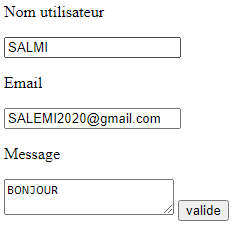 Nom utilisateur
SALMI
Email
SALEMI2020@gmail.com
Message
BONJOUR
valide